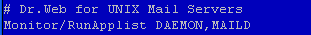 # Dr.Web for UNIX Mail Servers
Monitor/RunApplist DAEMON,MAILD